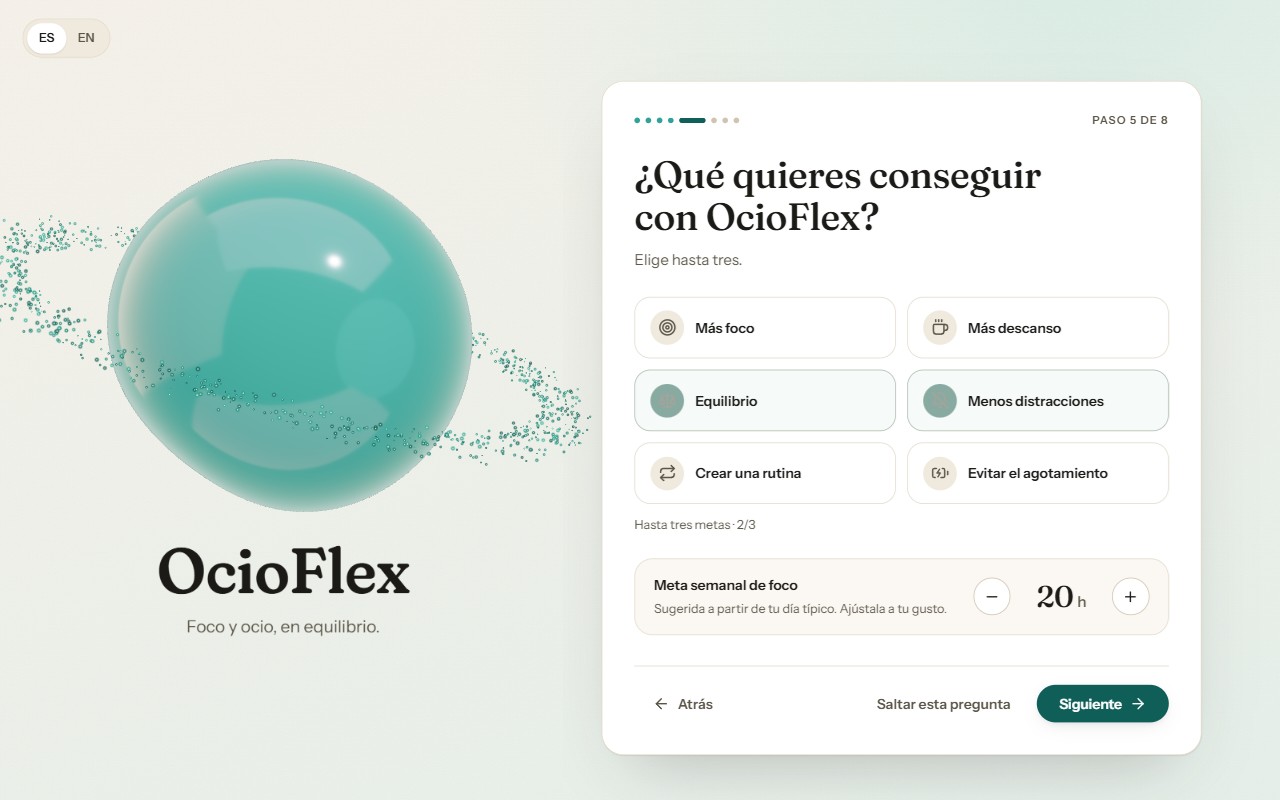 ES EN
PASO 5 DE 8
¿Qué quieres conseguir
con OcioFlex?
Elige hasta tres.
Más foco
Más descanso
Equilibrio
Menos distracciones
Crear una rutina
Evitar el agotamiento
Hasta tres metas · 2/3
Meta semanal de foco
Sugerida a partir de tu día típico. Ajústala a tu gusto.
− 20 h +
← Atrás
Saltar esta pregunta
Siguiente →
OcioFlex
Foco y ocio, en equilibrio.